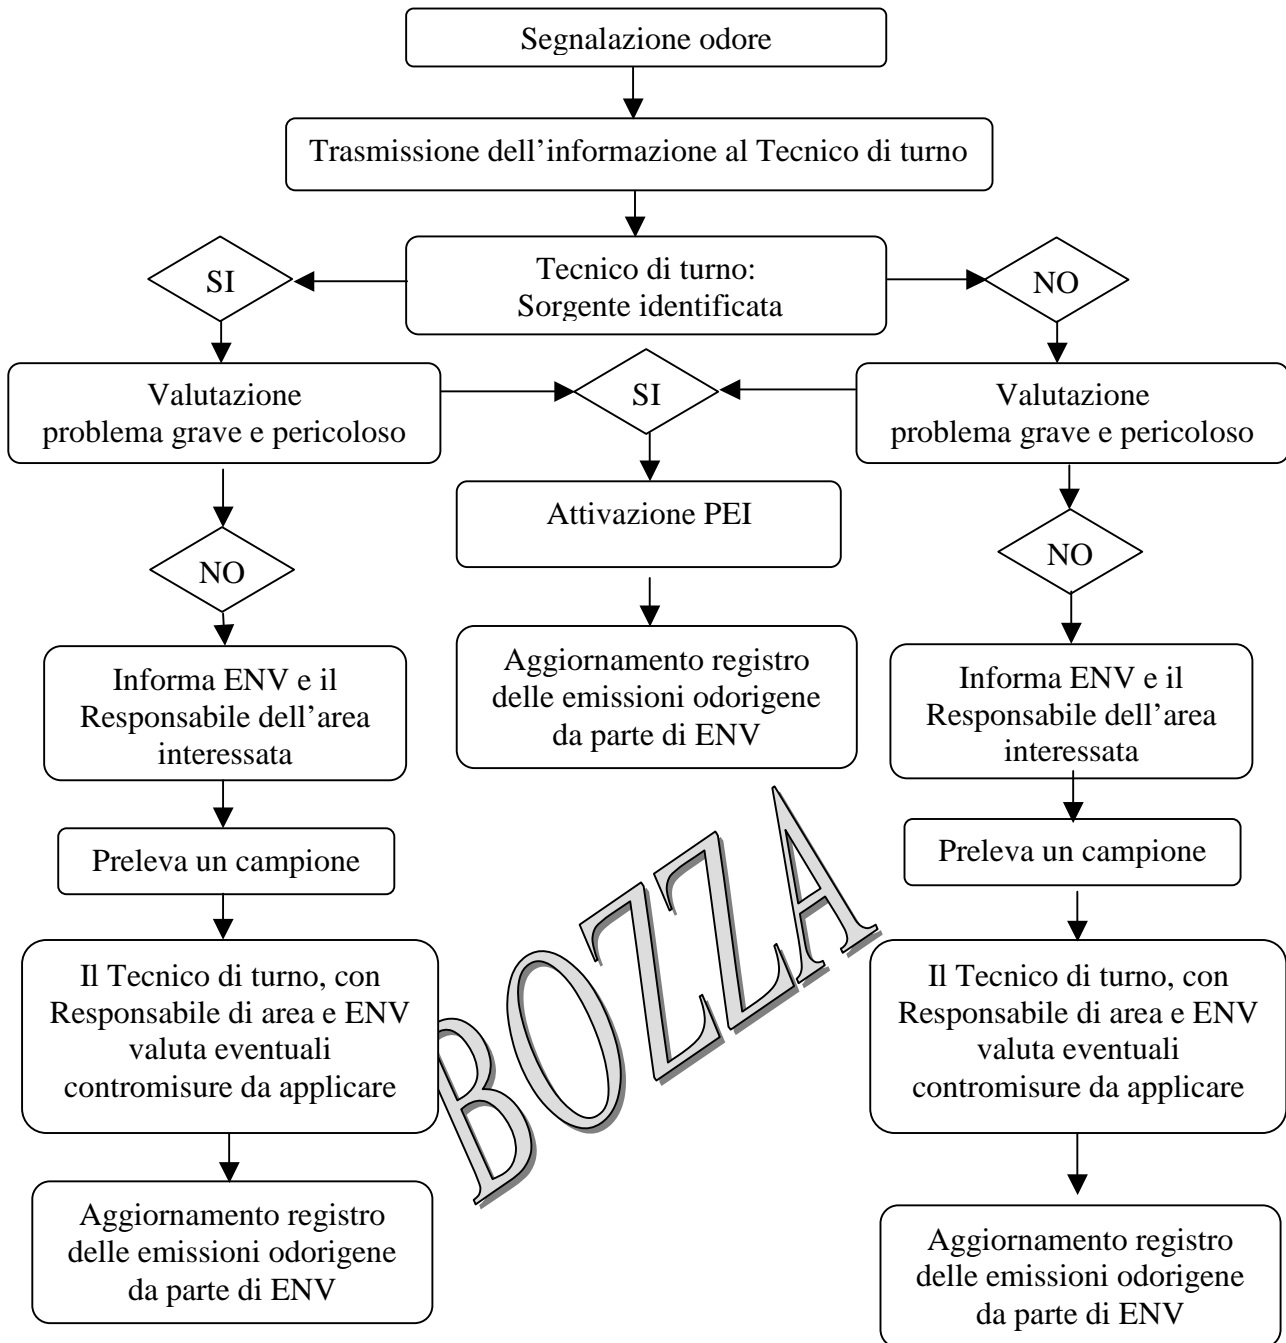 Segnalazione odore
Trasmissione dell’informazione al Tecnico di turno
Tecnico di turno:
Sorgente identificata
SI
NO
Valutazione
problema grave e pericoloso
SI
Valutazione
problema grave e pericoloso
Attivazione PEI
NO
NO
Informa ENV e il
Responsabile dell’area
interessata
Aggiornamento registro
delle emissioni odorigene
da parte di ENV
Informa ENV e il
Responsabile dell’area
interessata
Preleva un campione
Preleva un campione
Il Tecnico di turno, con
Responsabile di area e ENV
valuta eventuali
contromisure da applicare
BOZZA
Il Tecnico di turno, con
Responsabile di area e ENV
valuta eventuali
contromisure da applicare
Aggiornamento registro
delle emissioni odorigene
da parte di ENV
Aggiornamento registro
delle emissioni odorigene
da parte di ENV